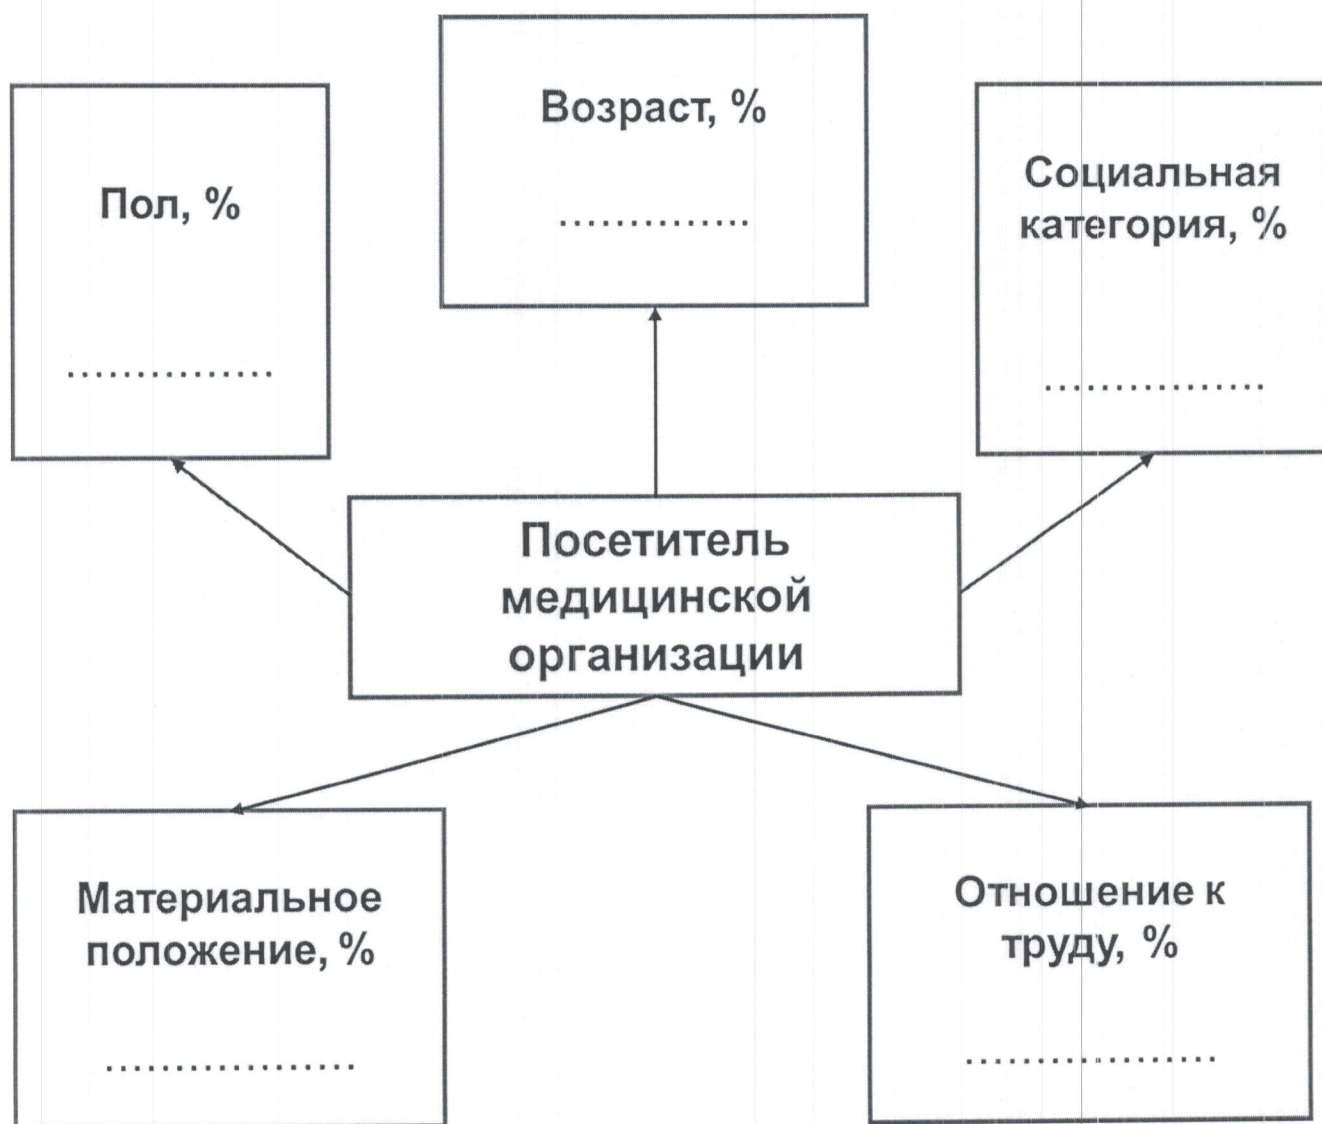 Возраст, %
.............
Пол, %
...............
Социальная
категория, %
................
Посетитель
медицинской
организации
Материальное
положение, %
..................
Отношение к
труду, %
..................